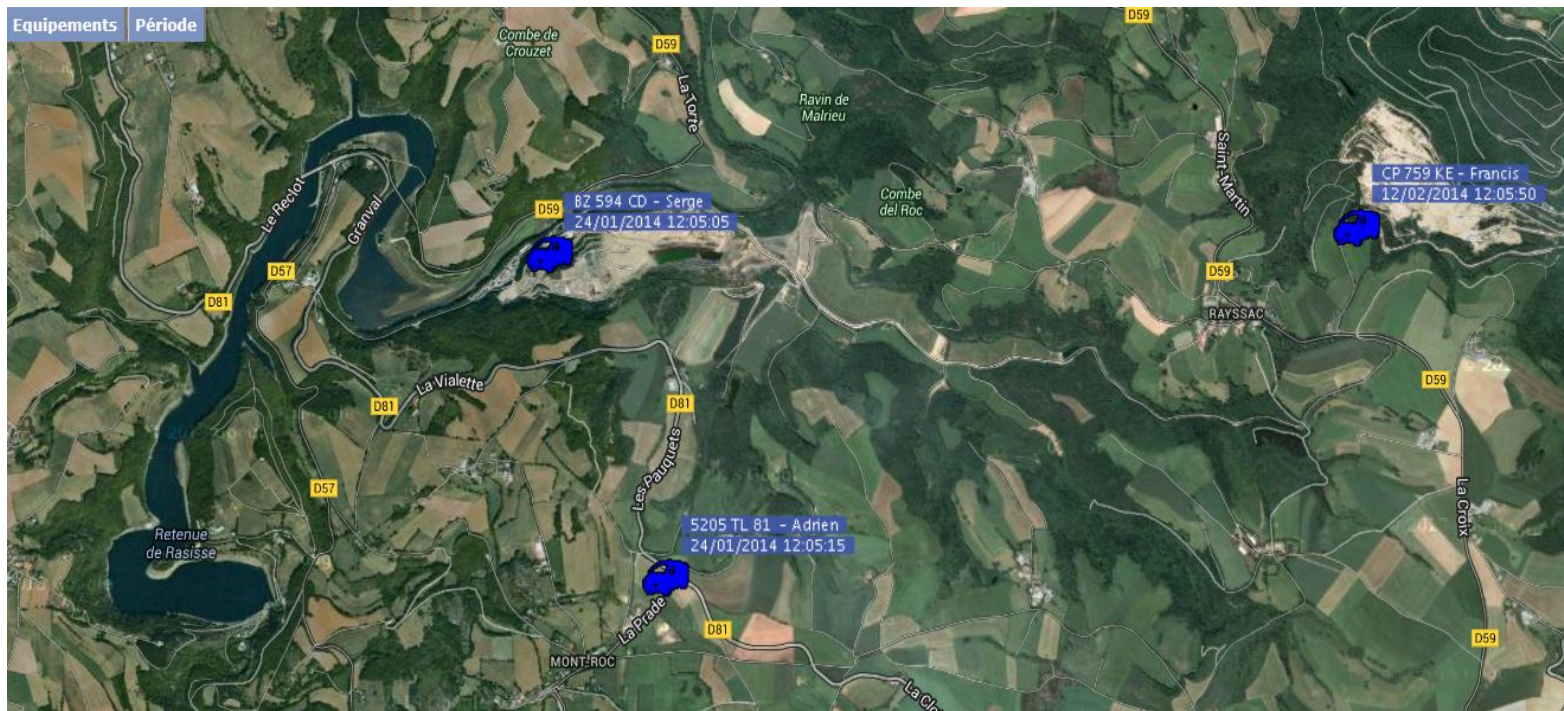 Equipements Période
D59
Combe de
Crouzet
D59
La Torte
Ravin de
Malrieu
Saint-Martin
CP 759 KE - Francis
12/02/2014 12:05:50
Combe
del Roc
BZ 594 CD - Serge
24/01/2014 12:05:05
D59
Le Reclot
Granval
D57
D59
D81
RAYSSAC
La Vialette
D59
D81
D81
Les Pauquets
D57
La Croix
5205 TL 81 - Adrien
24/01/2014 12:05:15
Retenue
de Rasisse
La Prade
D81
D59
MONT-ROC